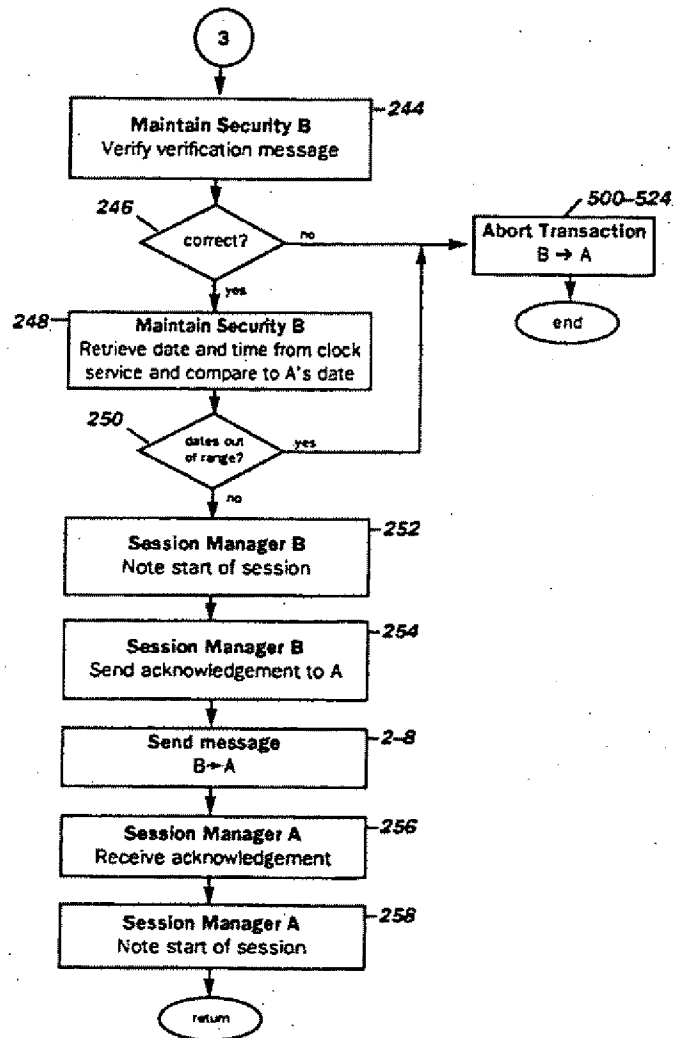 3
Maintain Security B
Verify verification message
244
246
correct?
no
yes
500–524
Abort Transaction
B → A
end
248
Maintain Security B
Retrieve date and time from clock
service and compare to A's date
250
dates out
of range?
yes
no
Session Manager B
Note start of session
252
Session Manager B
Send acknowledgement to A
254
Send message
B→A
2–8
Session Manager A
Receive acknowledgement
256
Session Manager A
Note start of session
258
return